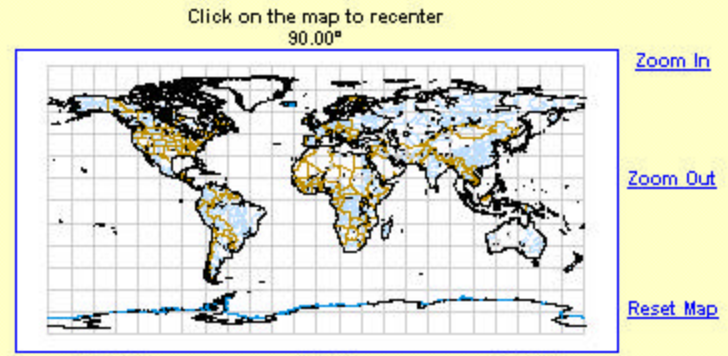 Click on the map to recenter
90.00°
Zoom In
Zoom Out
Reset Map